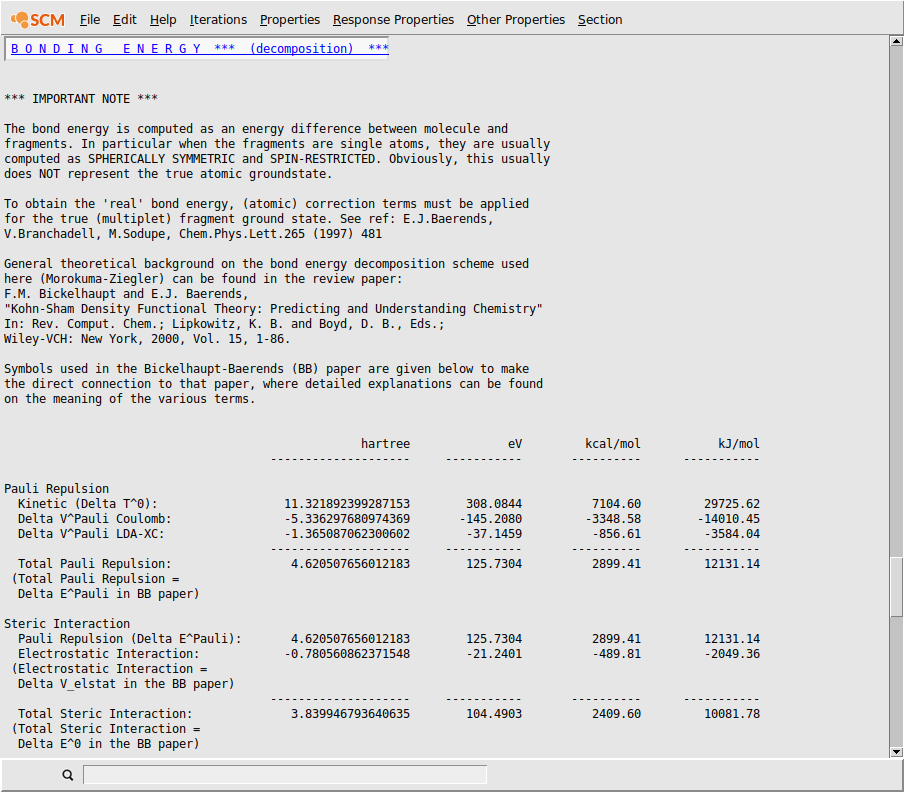 SCM File Edit Help Iterations Properties Response Properties Other Properties Section
B O N D I N G   E N E R G Y  ***  (decomposition)  ***
*** IMPORTANT NOTE ***
The bond energy is computed as an energy difference between molecule and
fragments. In particular when the fragments are single atoms, they are usually
computed as SPHERICALLY SYMMETRIC and SPIN-RESTRICTED. Obviously, this usually
does NOT represent the true atomic groundstate.
To obtain the 'real' bond energy, (atomic) correction terms must be applied
for the true (multiplet) fragment ground state. See ref: E.J.Baerends,
V.Branchadell, M.Sodupe, Chem.Phys.Lett.265 (1997) 481
General theoretical background on the bond energy decomposition scheme used
here (Morokuma-Ziegler) can be found in the review paper:
F.M. Bickelhaupt and E.J. Baerends,
"Kohn-Sham Density Functional Theory: Predicting and Understanding Chemistry"
In: Rev. Comput. Chem.; Lipkowitz, K. B. and Boyd, D. B., Eds.;
Wiley-VCH: New York, 2000, Vol. 15, 1-86.
Symbols used in the Bickelhaupt-Baerends (BB) paper are given below to make
the direct connection to that paper, where detailed explanations can be found
on the meaning of the various terms.
hartree eV kcal/mol kJ/mol
-------------------- ----------- ---------- -----------
Pauli Repulsion
Kinetic (Delta T^0): 11.321892399287153 308.0844 7104.60 29725.62
Delta V^Pauli Coulomb: -5.336297680974369 -145.2080 -3348.58 -14010.45
Delta V^Pauli LDA-XC: -1.365087062300602 -37.1459 -856.61 -3584.04
-------------------- ----------- ---------- -----------
Total Pauli Repulsion: 4.620507656012183 125.7304 2899.41 12131.14
(Total Pauli Repulsion =
Delta E^Pauli in BB paper)
Steric Interaction
Pauli Repulsion (Delta E^Pauli): 4.620507656012183 125.7304 2899.41 12131.14
Electrostatic Interaction: -0.780560862371548 -21.2401 -489.81 -2049.36
(Electrostatic Interaction =
Delta V_elstat in the BB paper)
-------------------- ----------- ---------- -----------
Total Steric Interaction: 3.839946793640635 104.4903 2409.60 10081.78
(Total Steric Interaction =
Delta E^0 in the BB paper)